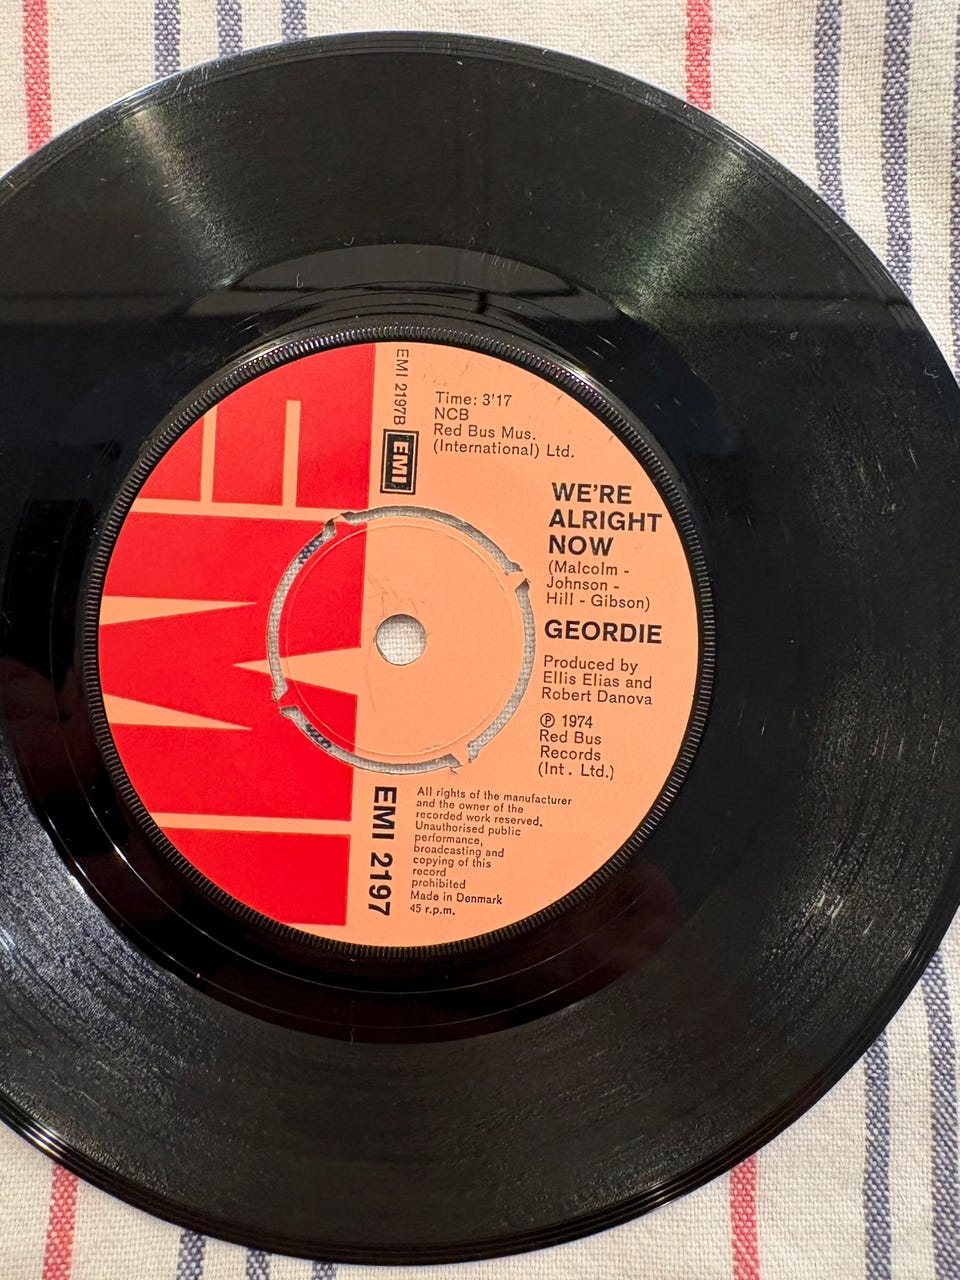 EMI
EMI 2197B
EMI
Time: 3'17
NCB
Red Bus Mus.
(International) Ltd.
WE'RE
ALRIGHT
NOW
(Malcolm -
Johnson -
Hill - Gibson)
GEORDIE
Produced by
Ellis Elias and
Robert Danova
℗ 1974
Red Bus
Records
(Int. Ltd.)
EMI 2197
All rights of the manufacturer
and the owner of the
recorded work reserved.
Unauthorised public
performance,
broadcasting and
copying of this
record
prohibited
Made in Denmark
45 r.p.m.